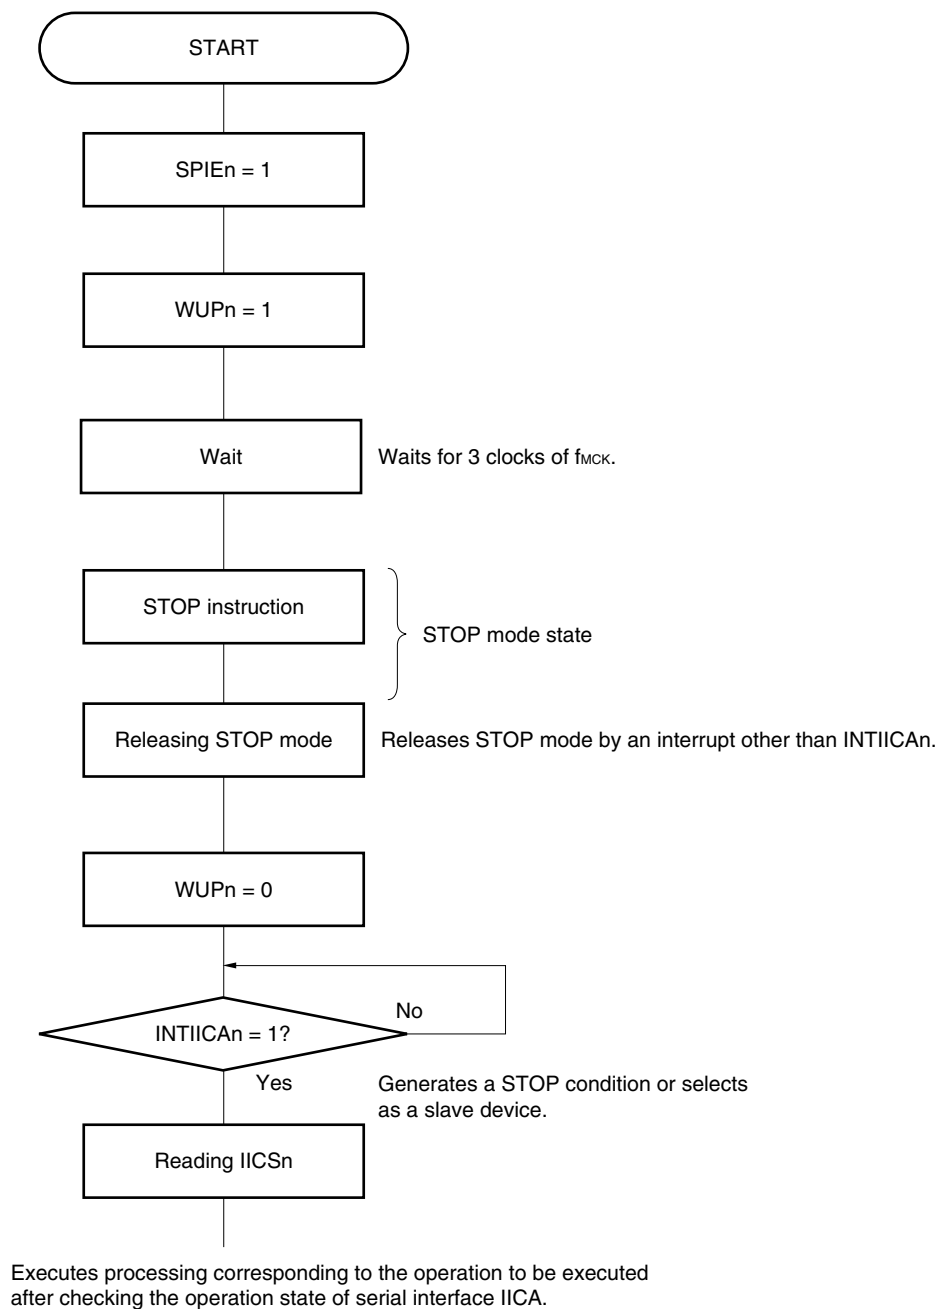 START
SPIEn = 1
WUPn = 1
Wait
Waits for 3 clocks of fMCK.
STOP instruction
STOP mode state
Releasing STOP mode
Releases STOP mode by an interrupt other than INTIICAn.
WUPn = 0
No
INTIICAn = 1?
Yes
Generates a STOP condition or selects
as a slave device.
Reading IICSn
Executes processing corresponding to the operation to be executed
after checking the operation state of serial interface IICA.